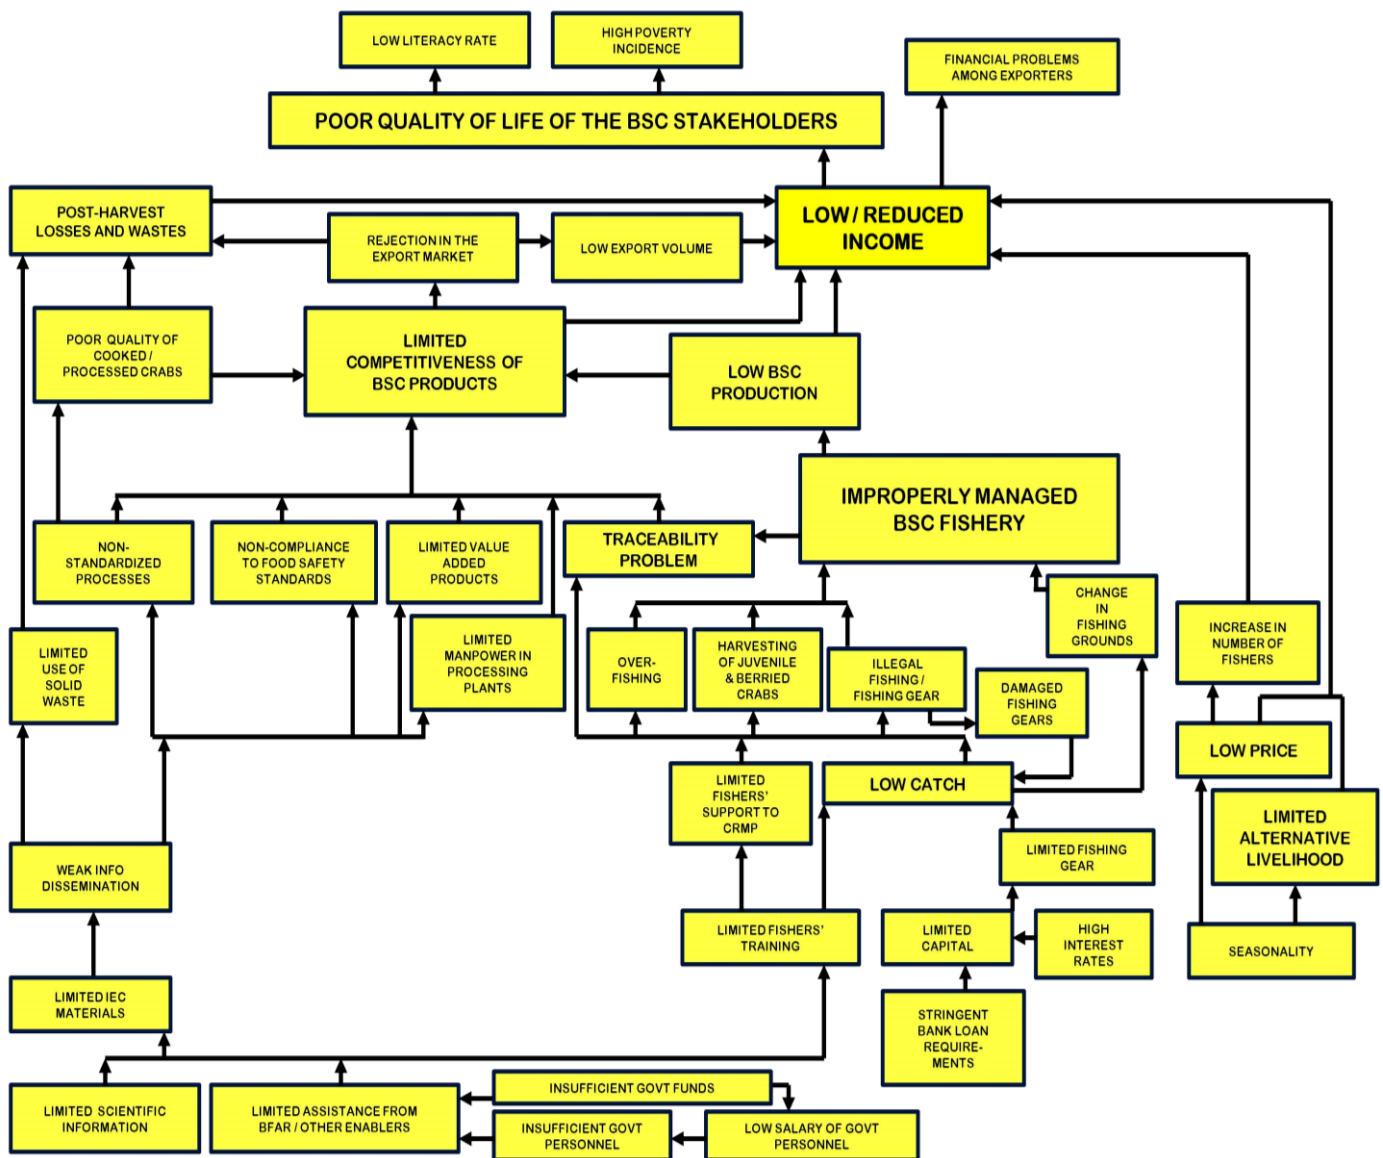 LOW LITERACY RATE
HIGH POVERTY
INCIDENCE
FINANCIAL PROBLEMS
AMONG EXPORTERS
POOR QUALITY OF LIFE OF THE BSC STAKEHOLDERS
POST-HARVEST
LOSSES AND WASTES
REJECTION IN THE
EXPORT MARKET
LOW EXPORT VOLUME
LOW / REDUCED
INCOME
POOR QUALITY OF
COOKED /
PROCESSED CRABS
LIMITED
COMPETITIVENESS OF
BSC PRODUCTS
LOW BSC
PRODUCTION
IMPROPERLY MANAGED
BSC FISHERY
NON-
STANDARDIZED
PROCESSES
NON-COMPLIANCE
TO FOOD SAFETY
STANDARDS
LIMITED VALUE
ADDED
PRODUCTS
TRACEABILITY
PROBLEM
CHANGE
IN
FISHING
GROUNDS
LIMITED
USE OF
SOLID
WASTE
LIMITED
MANPOWER IN
PROCESSING
PLANTS
OVER-
FISHING
HARVESTING
OF JUVENILE
& BERRIED
CRABS
ILLEGAL
FISHING /
FISHING GEAR
DAMAGED
FISHING
GEARS
INCREASE IN
NUMBER OF
FISHERS
LOW PRICE
LIMITED
FISHERS'
SUPPORT TO
CRMP
LOW CATCH
LIMITED
ALTERNATIVE
LIVELIHOOD
WEAK INFO
DISSEMINATION
LIMITED FISHING
GEAR
LIMITED FISHERS'
TRAINING
LIMITED
CAPITAL
HIGH
INTEREST
RATES
SEASONALITY
LIMITED IEC
MATERIALS
STRINGENT
BANK LOAN
REQUIRE-
MENTS
LIMITED SCIENTIFIC
INFORMATION
LIMITED ASSISTANCE FROM
BFAR / OTHER ENABLERS
INSUFFICIENT GOVT FUNDS
INSUFFICIENT GOVT
PERSONNEL
LOW SALARY OF GOVT
PERSONNEL